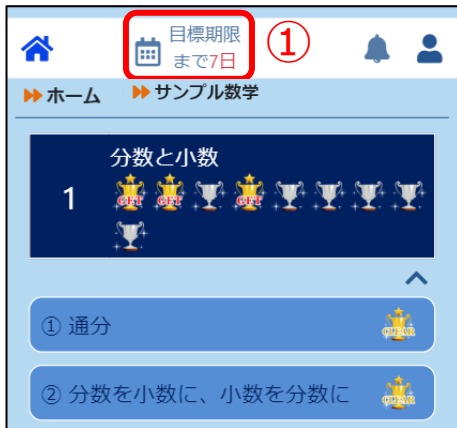 目標期限
まで7日
①
ホーム
サンプル数学
分数と小数
1
GET GET GET
① 通分
CLEAR
② 分数を小数に、小数を分数に
CLEAR